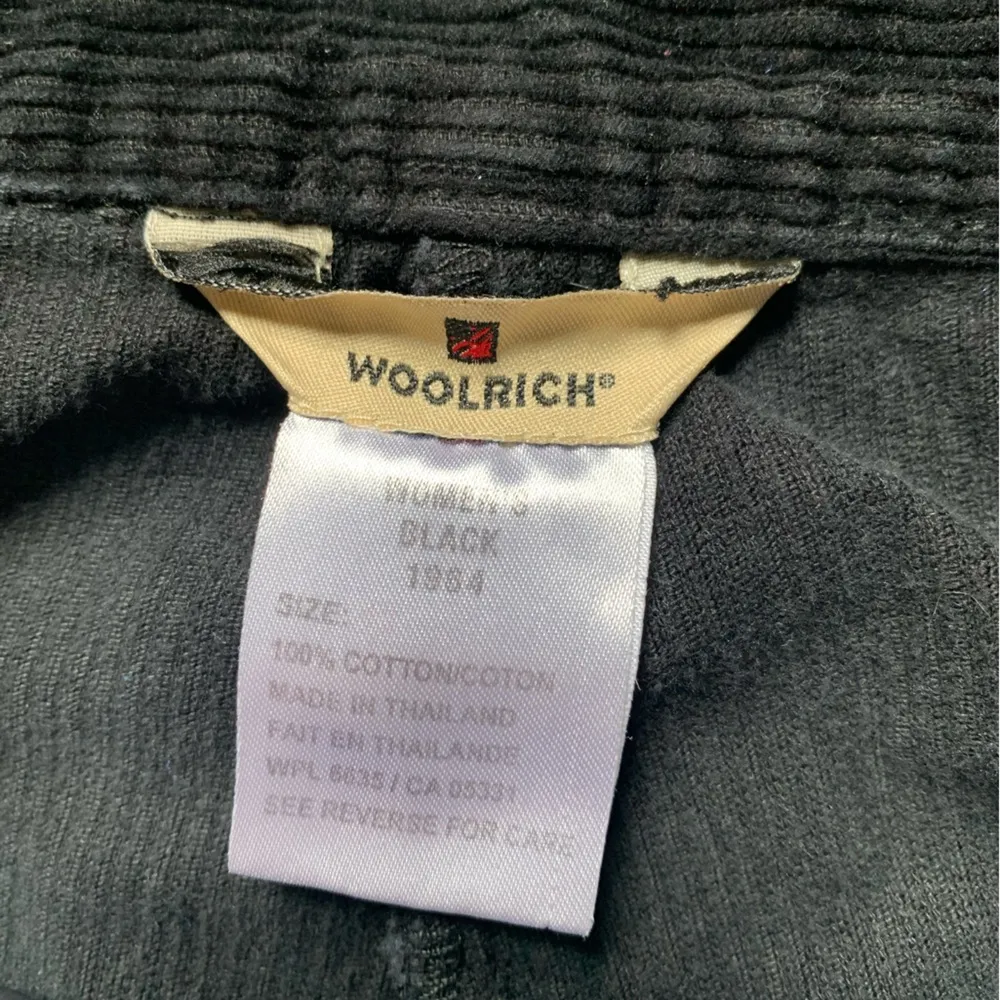 WOOLRICH®
WOMEN'S
BLACK
1984
SIZE:
100% COTTON/COTON
MADE IN THAILAND
FAIT EN THAILANDE
WPL 6635 / CA 05331
SEE REVERSE FOR CARE